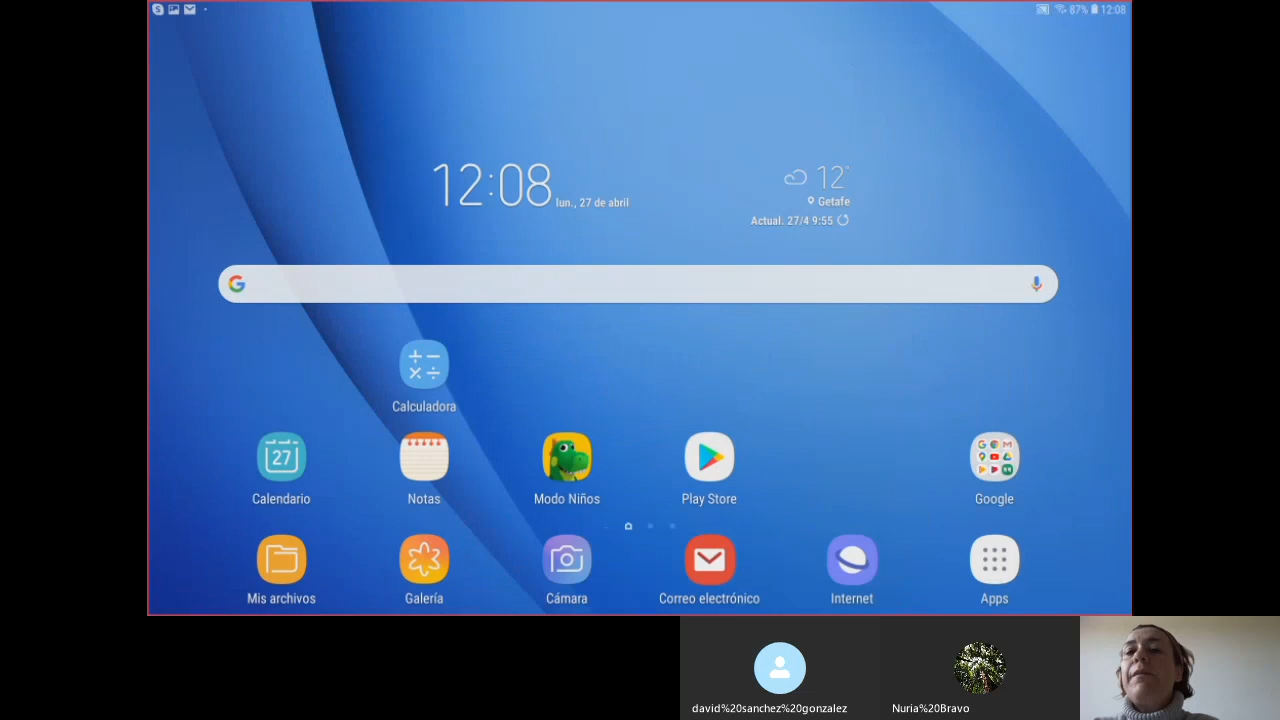 87% 12:08
12:08 lun., 27 de abril
12°
Getafe
Actual. 27/4 9:55
Calculadora
27
Calendario
Notas
Modo Niños
Play Store
Google
Mis archivos
Galería
Cámara
Correo electrónico
Internet
Apps
david%20sanchez%20gonzalez
Nuria%20Bravo